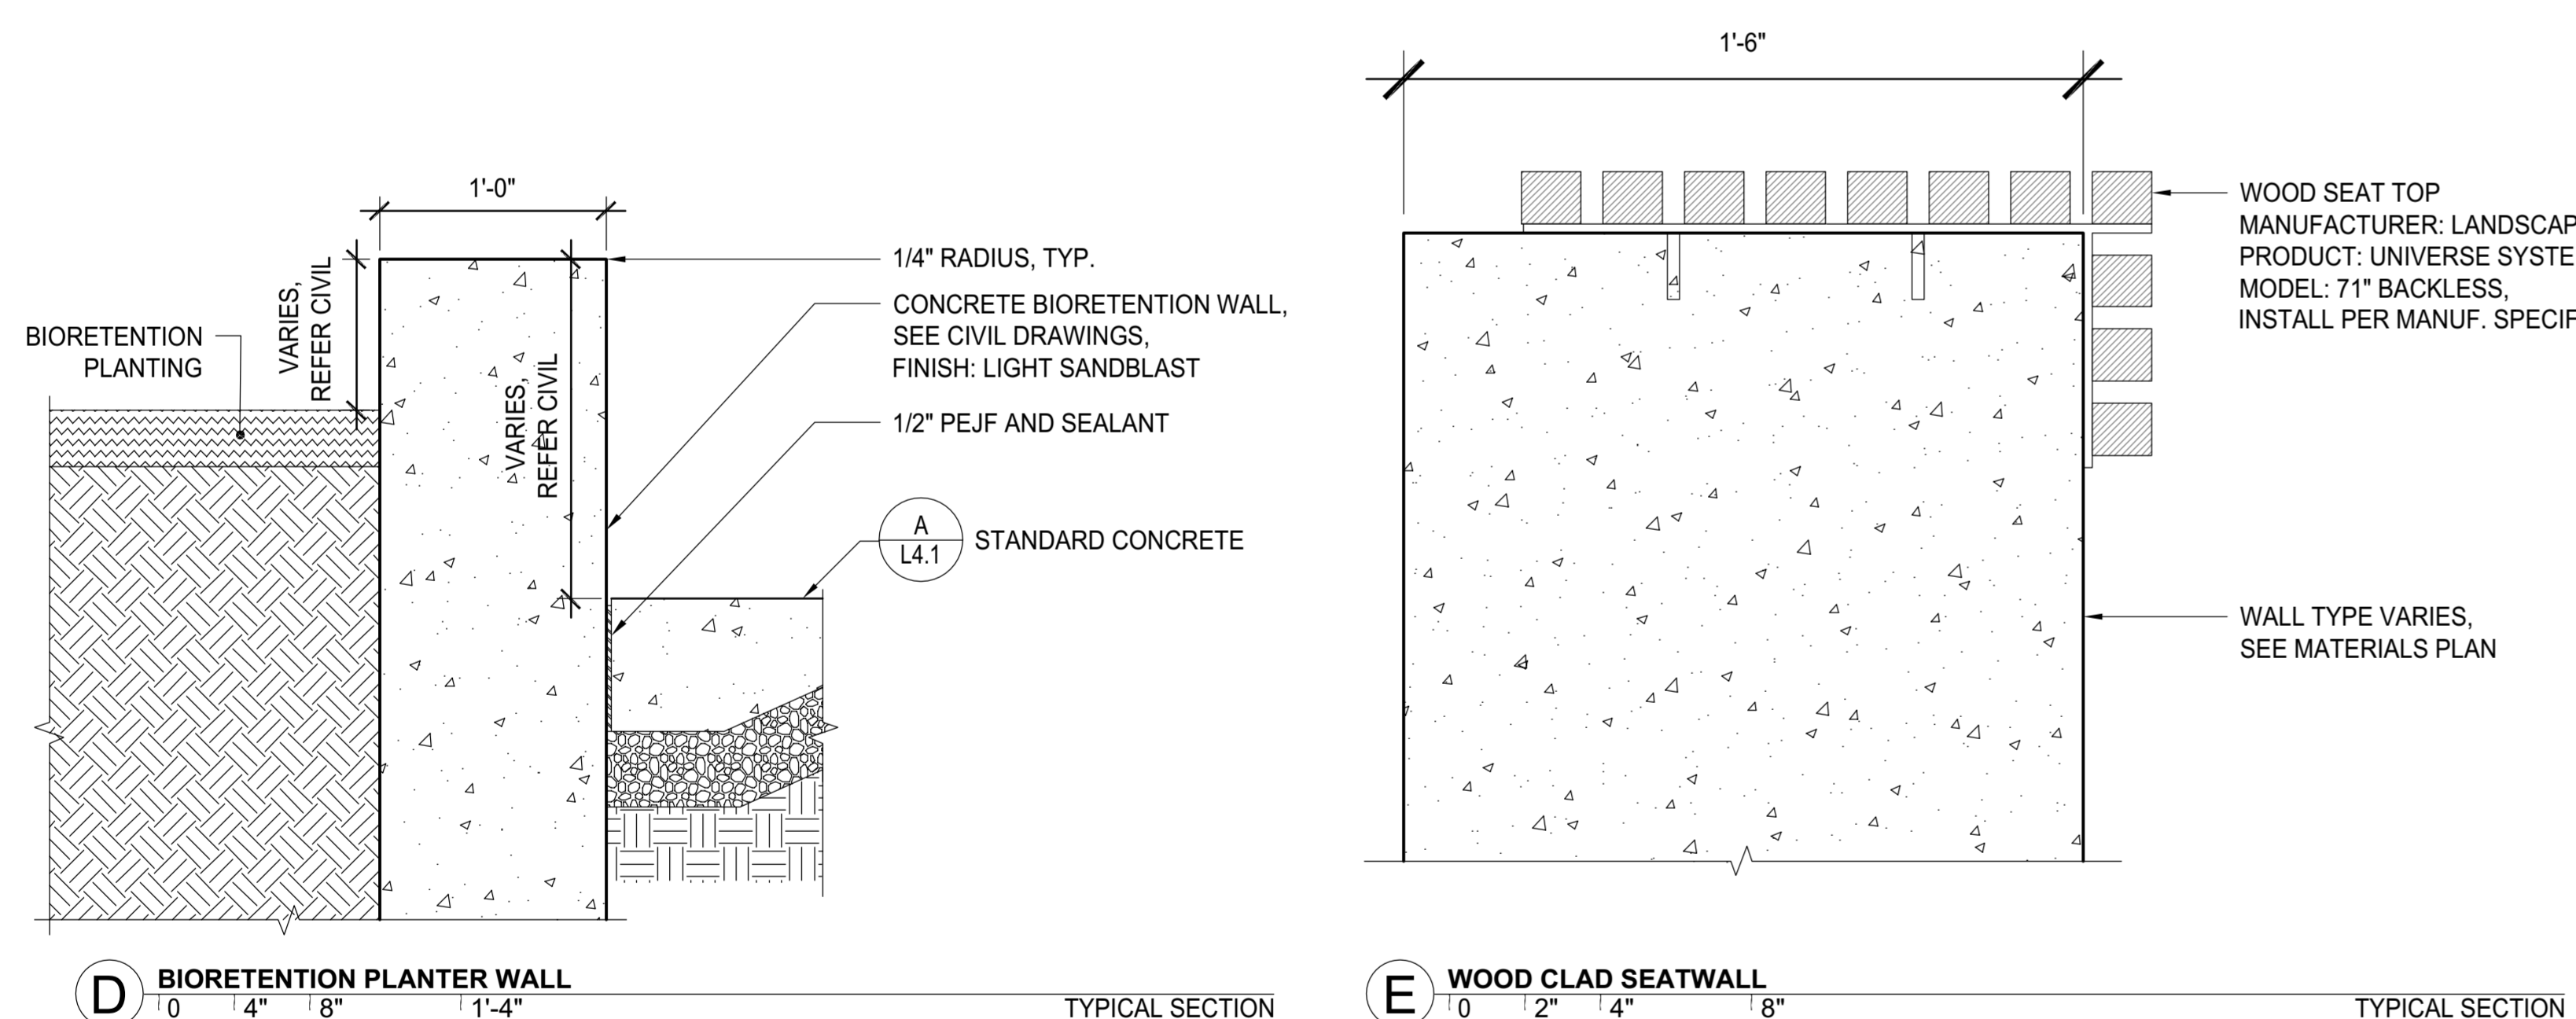 1'-0"
VARIES,
REFER CIVIL
BIORETENTION
PLANTING
VARIES,
REFER CIVIL
1/4" RADIUS, TYP.
CONCRETE BIORETENTION WALL,
SEE CIVIL DRAWINGS,
FINISH: LIGHT SANDBLAST
1/2" PEJF AND SEALANT
A
L4.1
STANDARD CONCRETE
D
BIORETENTION PLANTER WALL
0 4" 8" 1'-4"
TYPICAL SECTION
1'-6"
WOOD SEAT TOP
MANUFACTURER: LANDSCAP
PRODUCT: UNIVERSE SYSTE
MODEL: 71" BACKLESS,
INSTALL PER MANUF. SPECIF
WALL TYPE VARIES,
SEE MATERIALS PLAN
E
WOOD CLAD SEATWALL
0 2" 4" 8"
TYPICAL SECTION